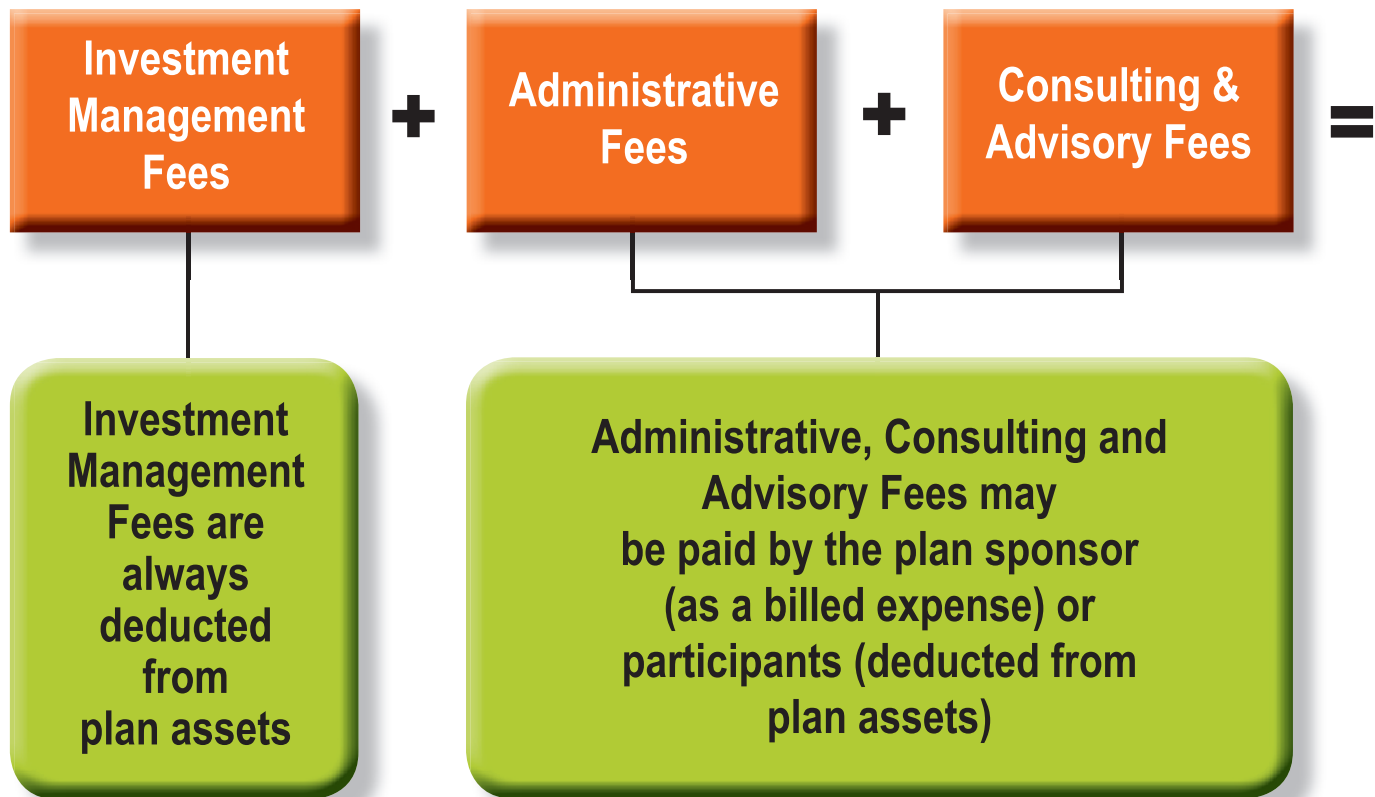 Investment
Management
Fees
+
Administrative
Fees
+
Consulting &
Advisory Fees
=
Investment
Management
Fees are
always
deducted
from
plan assets
Administrative, Consulting and
Advisory Fees may
be paid by the plan sponsor
(as a billed expense) or
participants (deducted from
plan assets)